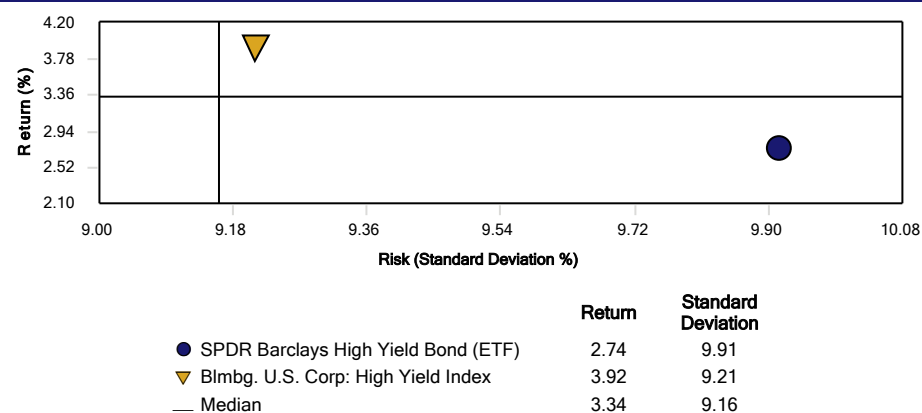 4.20
3.78
3.36
2.94
2.52
2.10
Return (%)
9.00 9.18 9.36 9.54 9.72 9.90 10.08
Risk (Standard Deviation %)
Return Standard Deviation
SPDR Barclays High Yield Bond (ETF) 2.74 9.91
Blmbg. U.S. Corp: High Yield Index 3.92 9.21
Median 3.34 9.16